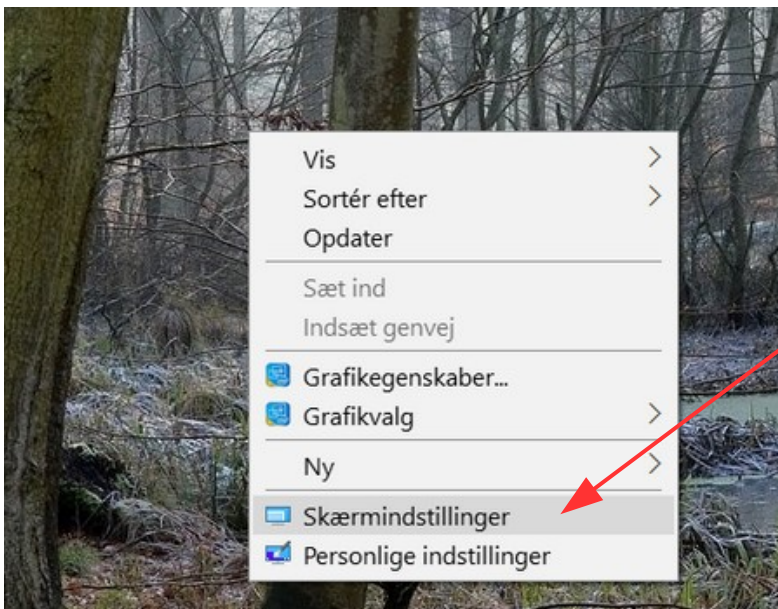 Vis
Sortér efter
Opdater
Sæt ind
Indsæt genvej
Grafikegenskaber...
Grafikvalg
Ny
Skærmindstillinger
Personlige indstillinger